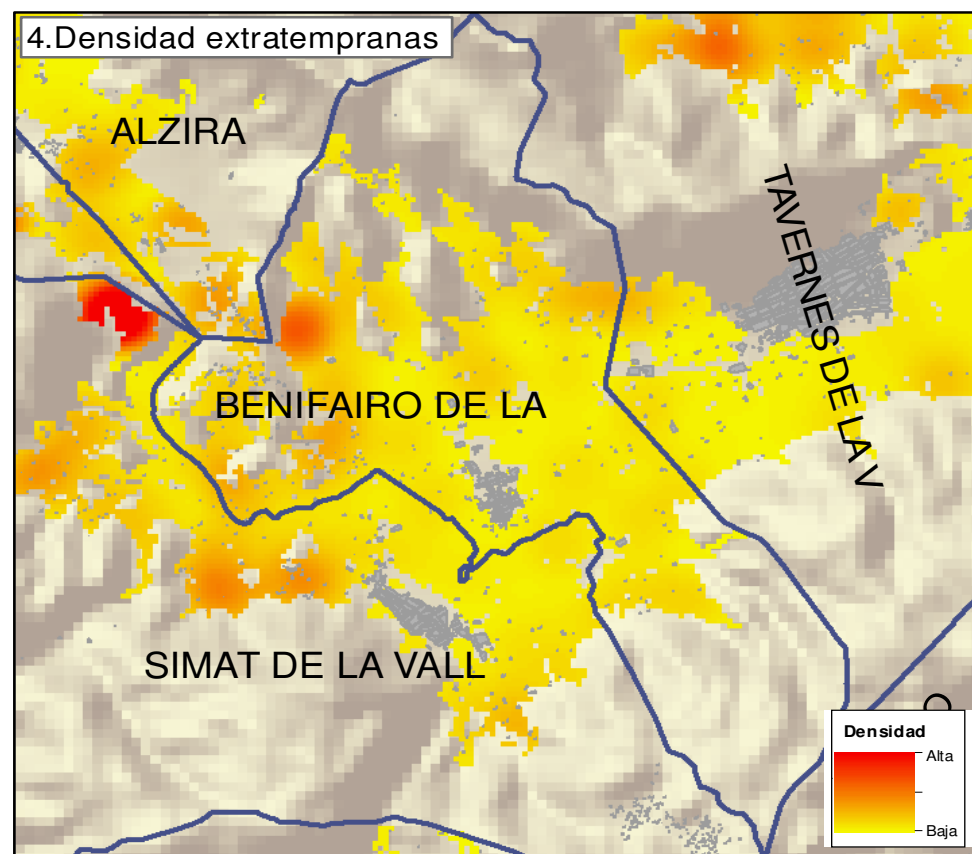 4.Densidad extratempranas
ALZIRA
TAVERNES DE LA V
BENIFAIRO DE LA
SIMAT DE LA VALL
Densidad
Alta
Baja